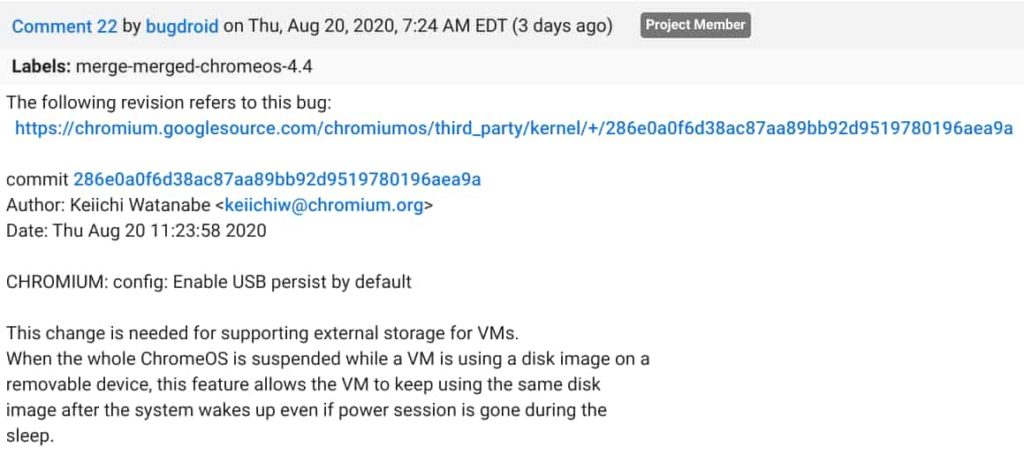 Comment 22 by bugdroid on Thu, Aug 20, 2020, 7:24 AM EDT (3 days ago) Project Member
Labels: merge-merged-chromeos-4.4
The following revision refers to this bug:
https://chromium.googlesource.com/chromiumos/third_party/kernel/+/286e0a0f6d38ac87aa89bb92d9519780196aea9a
commit 286e0a0f6d38ac87aa89bb92d9519780196aea9a
Author: Keiichi Watanabe <keiichiw@chromium.org>
Date: Thu Aug 20 11:23:58 2020
CHROMIUM: config: Enable USB persist by default
This change is needed for supporting external storage for VMs.
When the whole ChromeOS is suspended while a VM is using a disk image on a
removable device, this feature allows the VM to keep using the same disk
image after the system wakes up even if power session is gone during the
sleep.